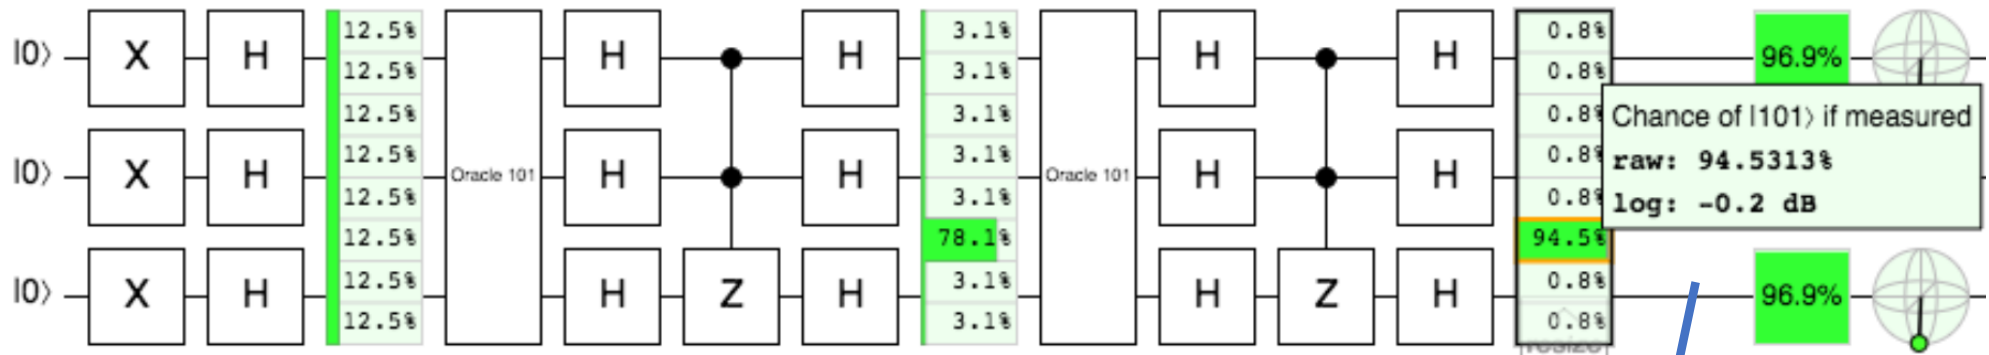 |0⟩ X H 12.5% H H 3.1% H H 0.8% 96.9%
12.5% 3.1% 0.8%
12.5% 3.1% 0.8% Chance of |101⟩ if measured
12.5% 3.1% 0.8% raw: 94.5313%
|0⟩ X H Oracle 101 H H Oracle 101 H H
12.5% 3.1% 0.8% log: -0.2 dB
12.5% 78.1% 94.5%
12.5% 3.1% 0.8%
|0⟩ X H H Z H H Z H 96.9%
12.5% 3.1% 0.8%
resize